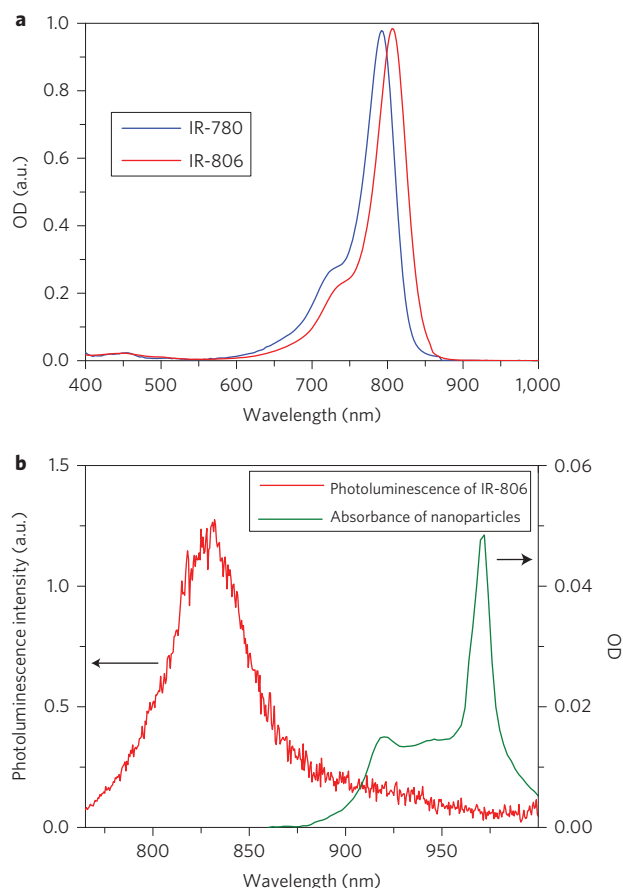 a
1.0
0.8
0.6
0.4
0.2
0.0
OD (a.u.)
IR-780
IR-806
400 500 600 700 800 900 1,000
Wavelength (nm)
b
1.5
1.0
0.5
0.0
Photoluminescence intensity (a.u.)
Photoluminescence of IR-806
Absorbance of nanoparticles
0.06
0.04
0.02
0.00
OD
800 850 900 950
Wavelength (nm)